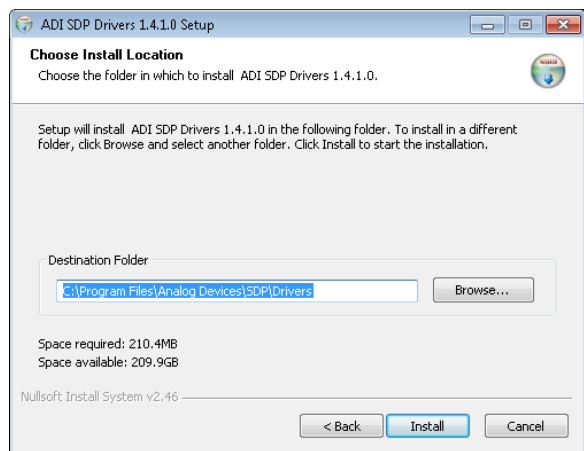 ADI SDP Drivers 1.4.1.0 Setup
Choose Install Location
Choose the folder in which to install ADI SDP Drivers 1.4.1.0.
Setup will install ADI SDP Drivers 1.4.1.0 in the following folder. To install in a different
folder, click Browse and select another folder. Click Install to start the installation.
Destination Folder
C:\Program Files\Analog Devices\SDP\Drivers
Browse...
Space required: 210.4MB
Space available: 209.9GB
Nullsoft Install System v2.46
< Back
Install
Cancel